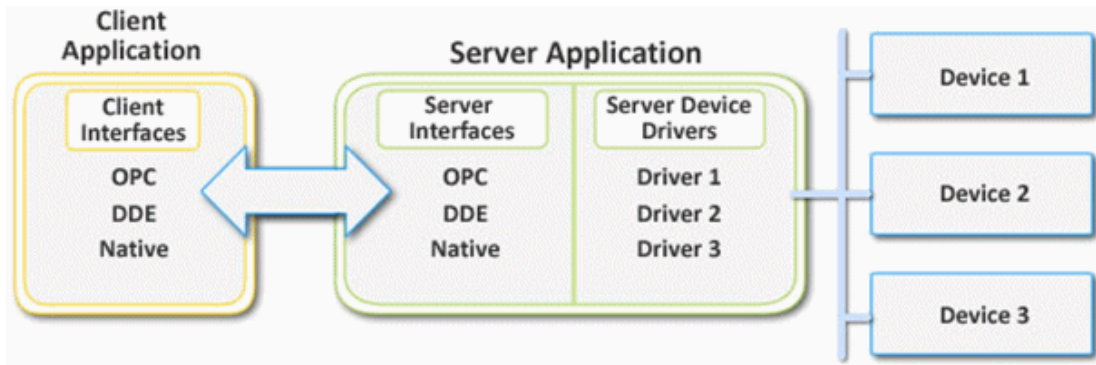 Client
Application
Client
Interfaces
OPC
DDE
Native
Server Application
Server
Interfaces
OPC
DDE
Native
Server Device
Drivers
Driver 1
Driver 2
Driver 3
Device 1
Device 2
Device 3